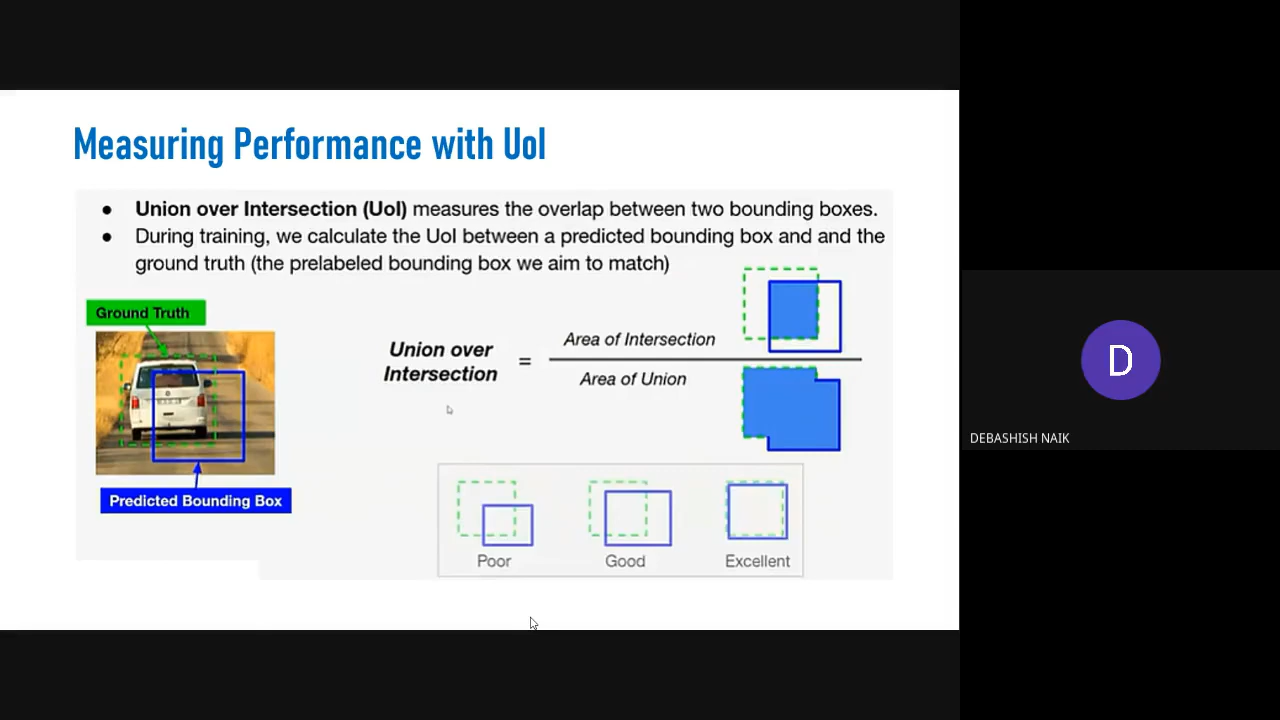 Measuring Performance with UoI
● Union over Intersection (UoI) measures the overlap between two bounding boxes.
● During training, we calculate the UoI between a predicted bounding box and and the
ground truth (the prelabeled bounding box we aim to match)
Ground Truth
Union over
Intersection
=
Area of Intersection
Area of Union
Predicted Bounding Box
Poor
Good
Excellent
D
DEBASHISH NAIK